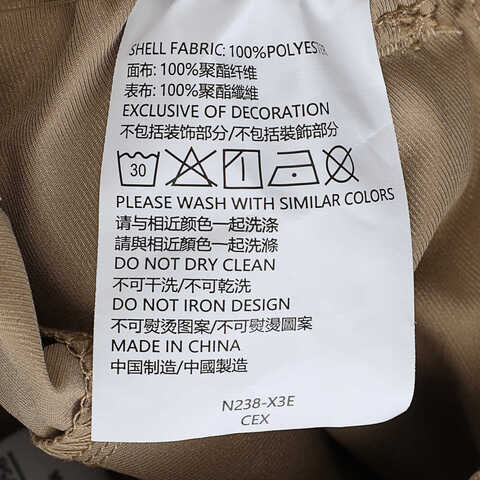 SHELL FABRIC: 100%POLYESTER
面布: 100%聚酯纤维
表布: 100%聚酯纖維
EXCLUSIVE OF DECORATION
不包括装饰部分/不包括裝飾部分
30
PLEASE WASH WITH SIMILAR COLORS
请与相近颜色一起洗涤
請與相近顏色一起洗滌
DO NOT DRY CLEAN
不可干洗/不可乾洗
DO NOT IRON DESIGN
不可熨烫图案/不可熨燙圖案
MADE IN CHINA
中国制造/中國製造
N238-X3E
CEX